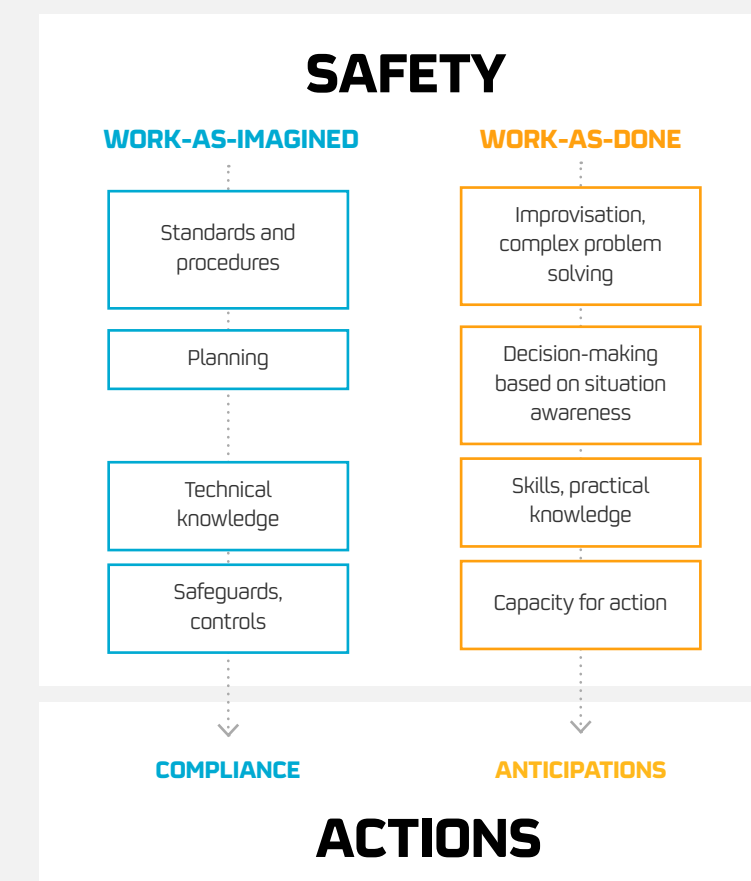 SAFETY
WORK-AS-IMAGINED
Standards and
procedures
Planning
Technical
knowledge
Safeguards,
controls
WORK-AS-DONE
Improvisation,
complex problem
solving
Decision-making
based on situation
awareness
Skills, practical
knowledge
Capacity for action
COMPLIANCE
ANTICIPATIONS
ACTIONS